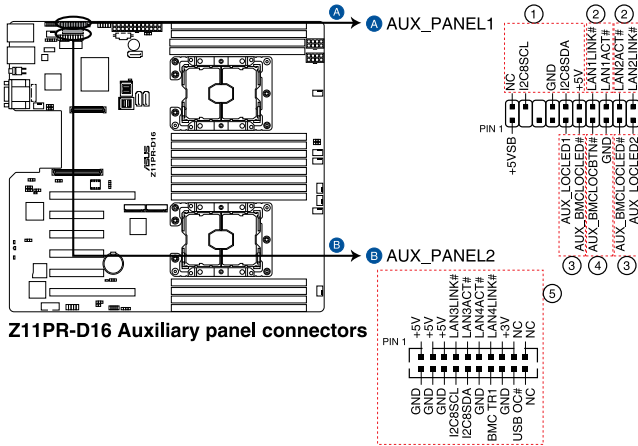 A
A AUX_PANEL1
1
2
2
NC
I2C8SCL
GND
I2C8SDA
+5V
LAN1LINK#
LAN1ACT#
LAN2ACT#
LAN2LINK#
PIN 1
+5VSB
AUX_LOCLED1
AUX_BMCLOCLED#
AUX_BMCLOCBTN#
GND
AUX_BMCLOCLED#
AUX_LOCLED2
3
4
3
ASUS
Z11PR-D16
B
B AUX_PANEL2
Z11PR-D16 Auxiliary panel connectors
5
PIN 1
+5V
+5V
+5V
LAN3LINK#
LAN3ACT#
LAN4ACT#
LAN4LINK#
+3V
NC
NC
GND
GND
GND
I2C8SCL
I2C8SDA
GND
BMC TR1
GND
USB OC#
NC